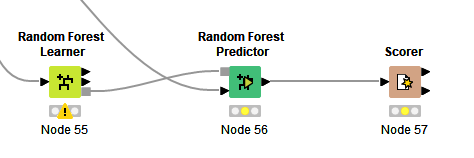 Random Forest
Learner
Random Forest
Predictor
Scorer
Node 55
Node 56
Node 57